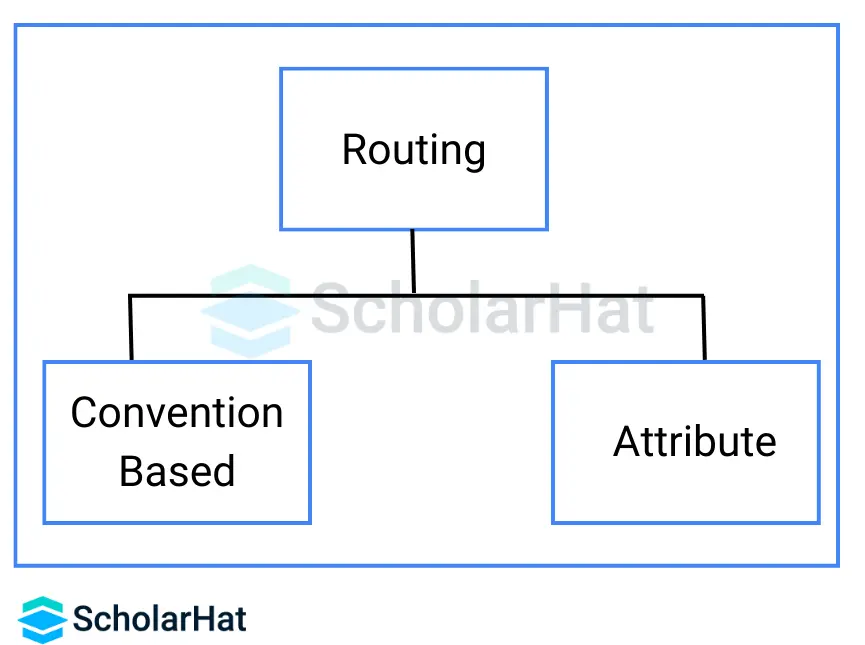 Routing
ScholarHat
Convention
Based
Attribute
ScholarHat